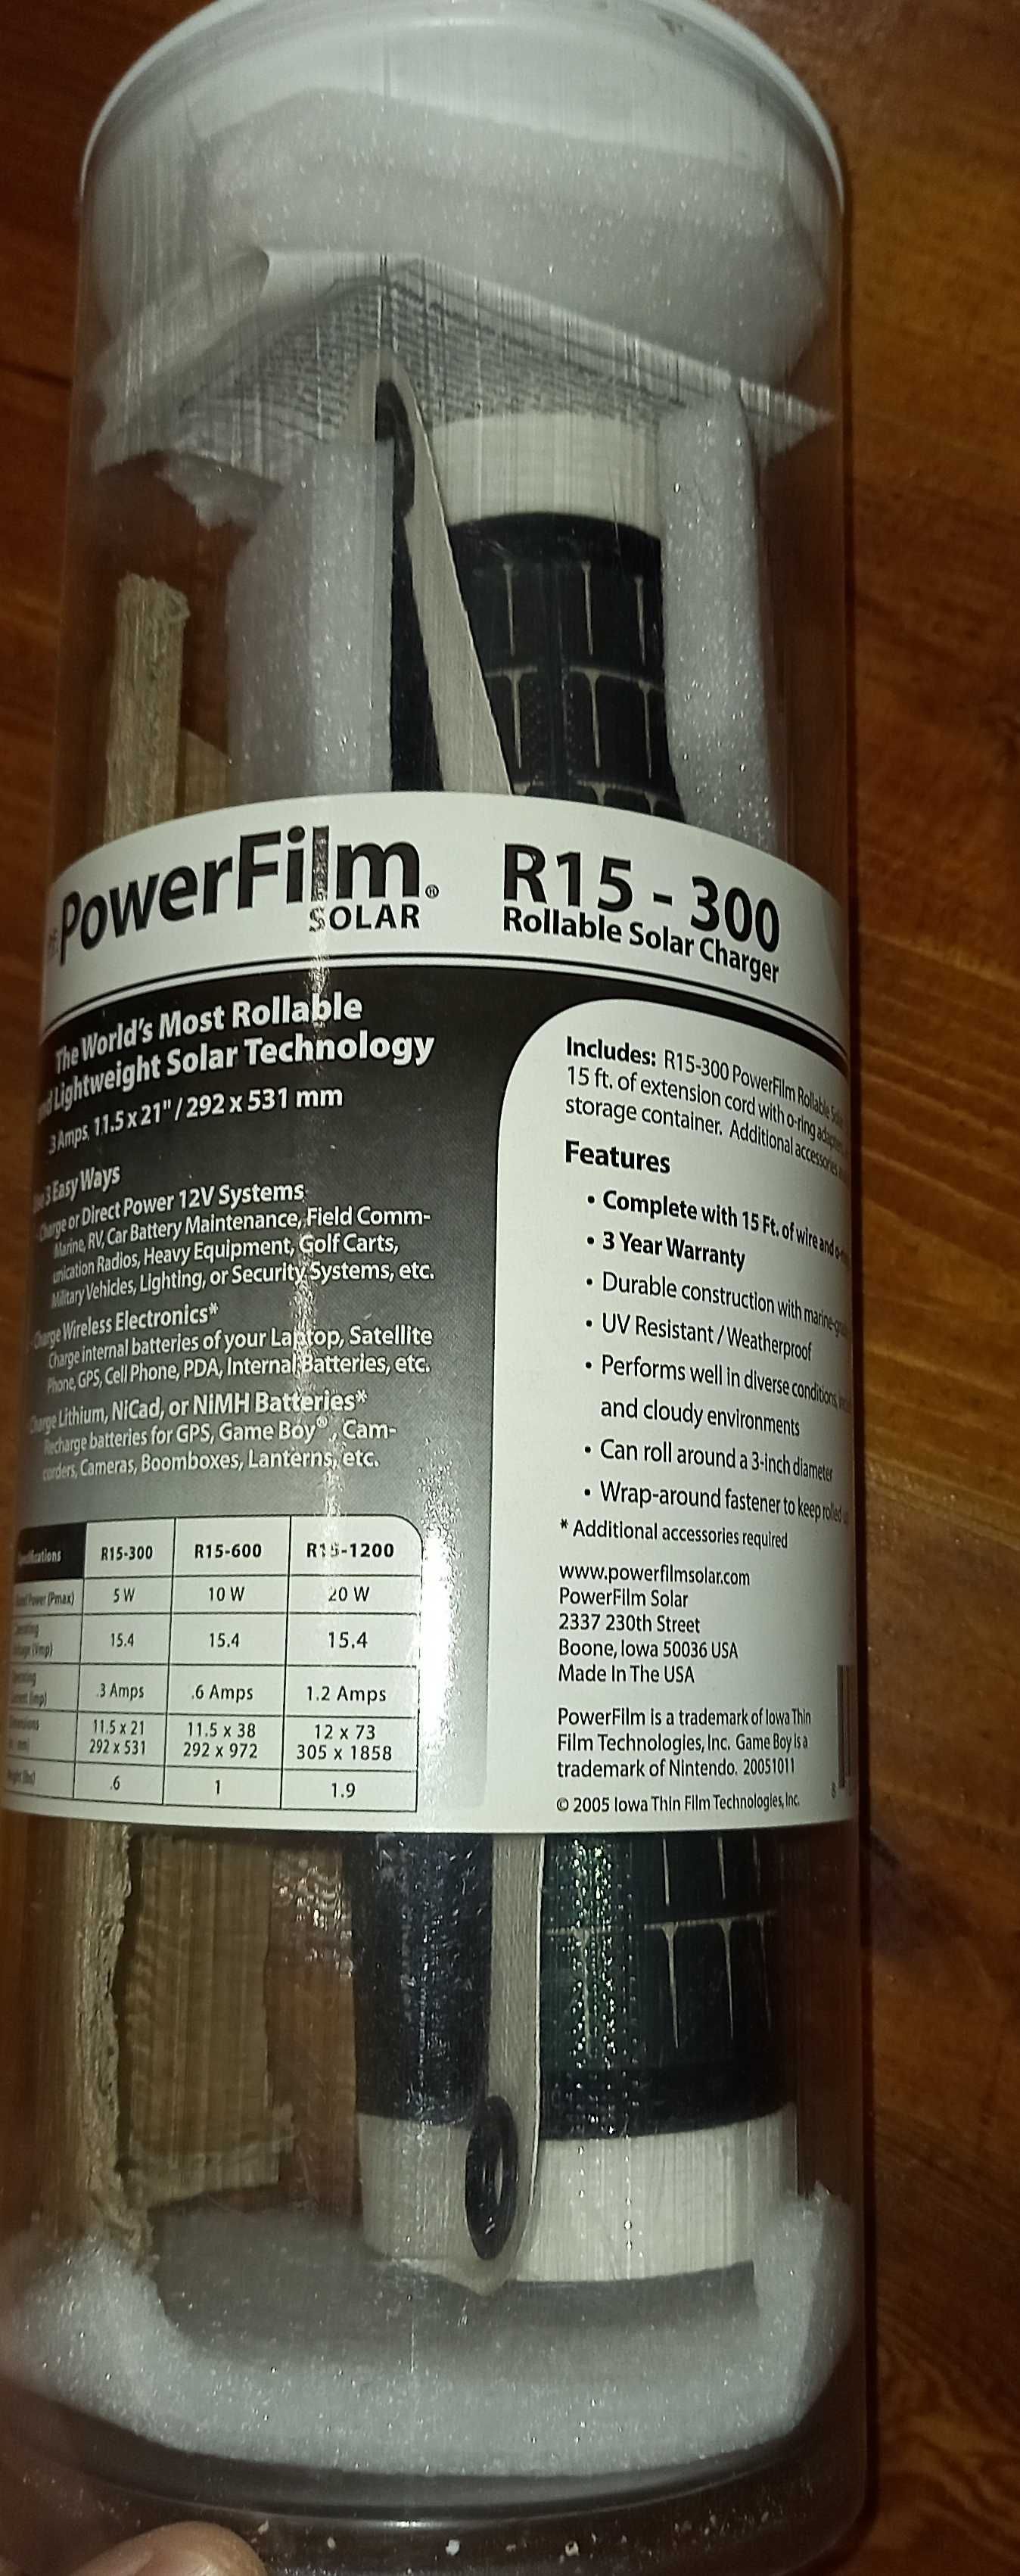 PowerFilm®
SOLAR
R15 - 300
Rollable Solar Charger
The World's Most Rollable
Lightweight Solar Technology
.3 Amps, 11.5 x 21" / 292 x 531 mm
3 Easy Ways
Charge or Direct Power 12V Systems
Marine, RV, Car Battery Maintenance, Field Comm-
unication Radios, Heavy Equipment, Golf Carts,
Military Vehicles, Lighting, or Security Systems, etc.
Charge Wireless Electronics*
Charge internal batteries of your Laptop, Satellite
Phone, GPS, Cell Phone, PDA, Internal Batteries, etc.
Charge Lithium, NiCad, or NiMH Batteries*
Recharge batteries for GPS, Game Boy®, Cam-
corders, Cameras, Boomboxes, Lanterns, etc.
Specifications R15-300 R15-600 R15-1200
Power (Pmax) 5 W 10 W 20 W
Operating
Voltage (Vmp) 15.4 15.4 15.4
Operating
Current (Imp) .3 Amps .6 Amps 1.2 Amps
Dimensions 11.5 x 21 11.5 x 38 12 x 73
292 x 531 292 x 972 305 x 1858
.6 1 1.9
Includes: R15-300 PowerFilm Rollable
15 ft. of extension cord with o-ring
storage container. Additional accessories
Features
• Complete with 15 Ft. of wire and
• 3 Year Warranty
• Durable construction with
• UV Resistant / Weatherproof
• Performs well in diverse conditions,
and cloudy environments
• Can roll around a 3-inch diameter
• Wrap-around fastener to keep rolled
* Additional accessories required
www.powerfilmsolar.com
PowerFilm Solar
2337 230th Street
Boone, Iowa 50036 USA
Made In The USA
PowerFilm is a trademark of Iowa Thin
Film Technologies, Inc. Game Boy is a
trademark of Nintendo. 20051011
© 2005 Iowa Thin Film Technologies, Inc.
8